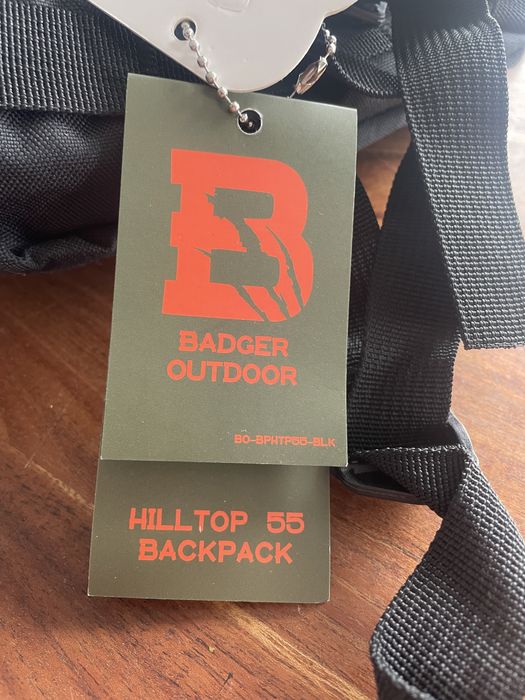 B
BADGER
OUTDOOR
BO-BPHTP55-BLK
HILLTOP 55
BACKPACK